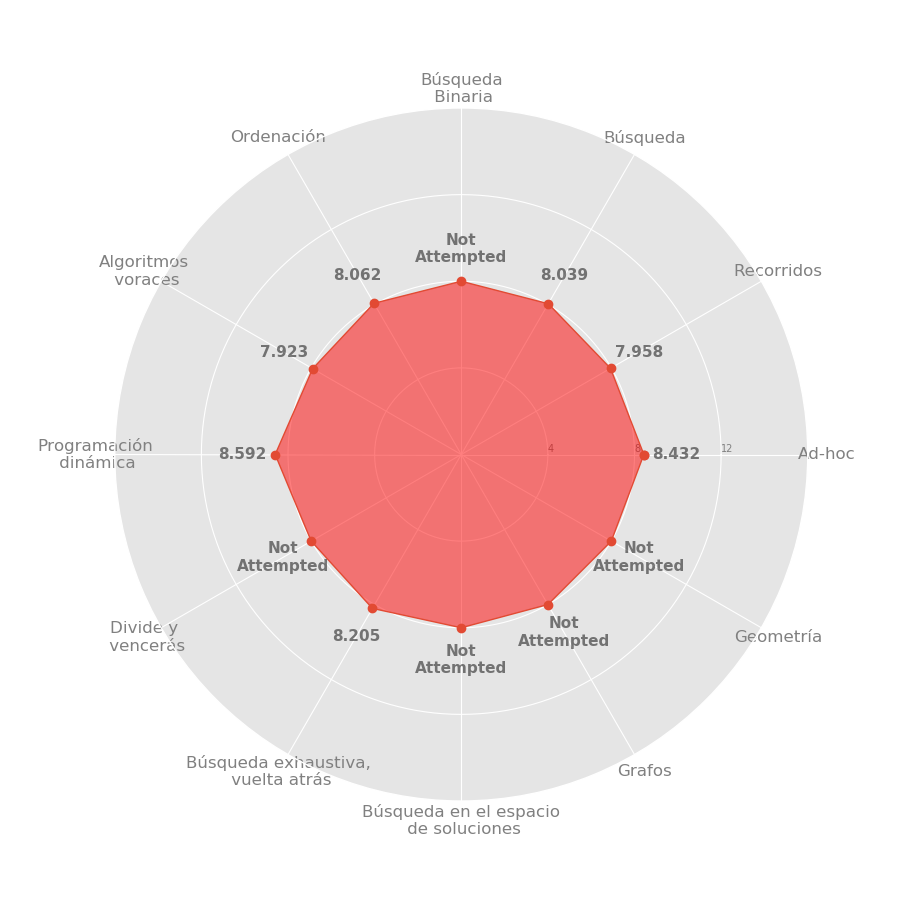 Búsqueda
Binaria
Ordenación
Búsqueda
Not
Attempted
8.062
8.039
Algoritmos
voraces
Recorridos
7.923
7.958
Programación
dinámica
8.592
4
8
8.432
12
Ad-hoc
Not
Attempted
Not
Attempted
Divide y
vencerás
8.205
Not
Attempted
Not
Attempted
Geometría
Búsqueda exhaustiva,
vuelta atrás
Grafos
Búsqueda en el espacio
de soluciones